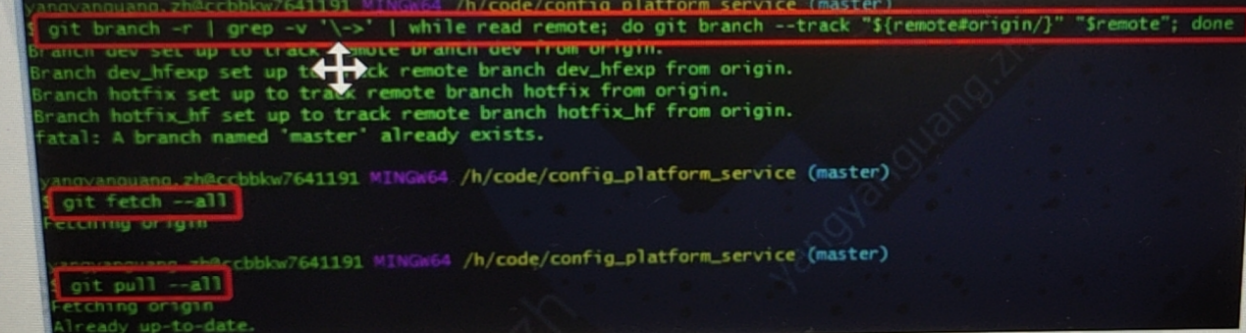 yangyanguang.zh@ccbbkw7641191 MINGW64 /h/code/config_platform_service (master)
$ git branch -r | grep -v '\->' | while read remote; do git branch --track "${remote#origin/}" "$remote"; done
Branch dev set up to track remote branch dev from origin.
Branch dev_hfexp set up to track remote branch dev_hfexp from origin.
Branch hotfix set up to track remote branch hotfix from origin.
Branch hotfix_hf set up to track remote branch hotfix_hf from origin.
fatal: A branch named 'master' already exists.
yangyanguang.zh@ccbbkw7641191 MINGW64 /h/code/config_platform_service (master)
$ git fetch --all
Fetching origin
yangyanguang.zh@ccbbkw7641191 MINGW64 /h/code/config_platform_service (master)
$ git pull --all
Fetching origin
Already up-to-date.
yangyanguang.zh
zh